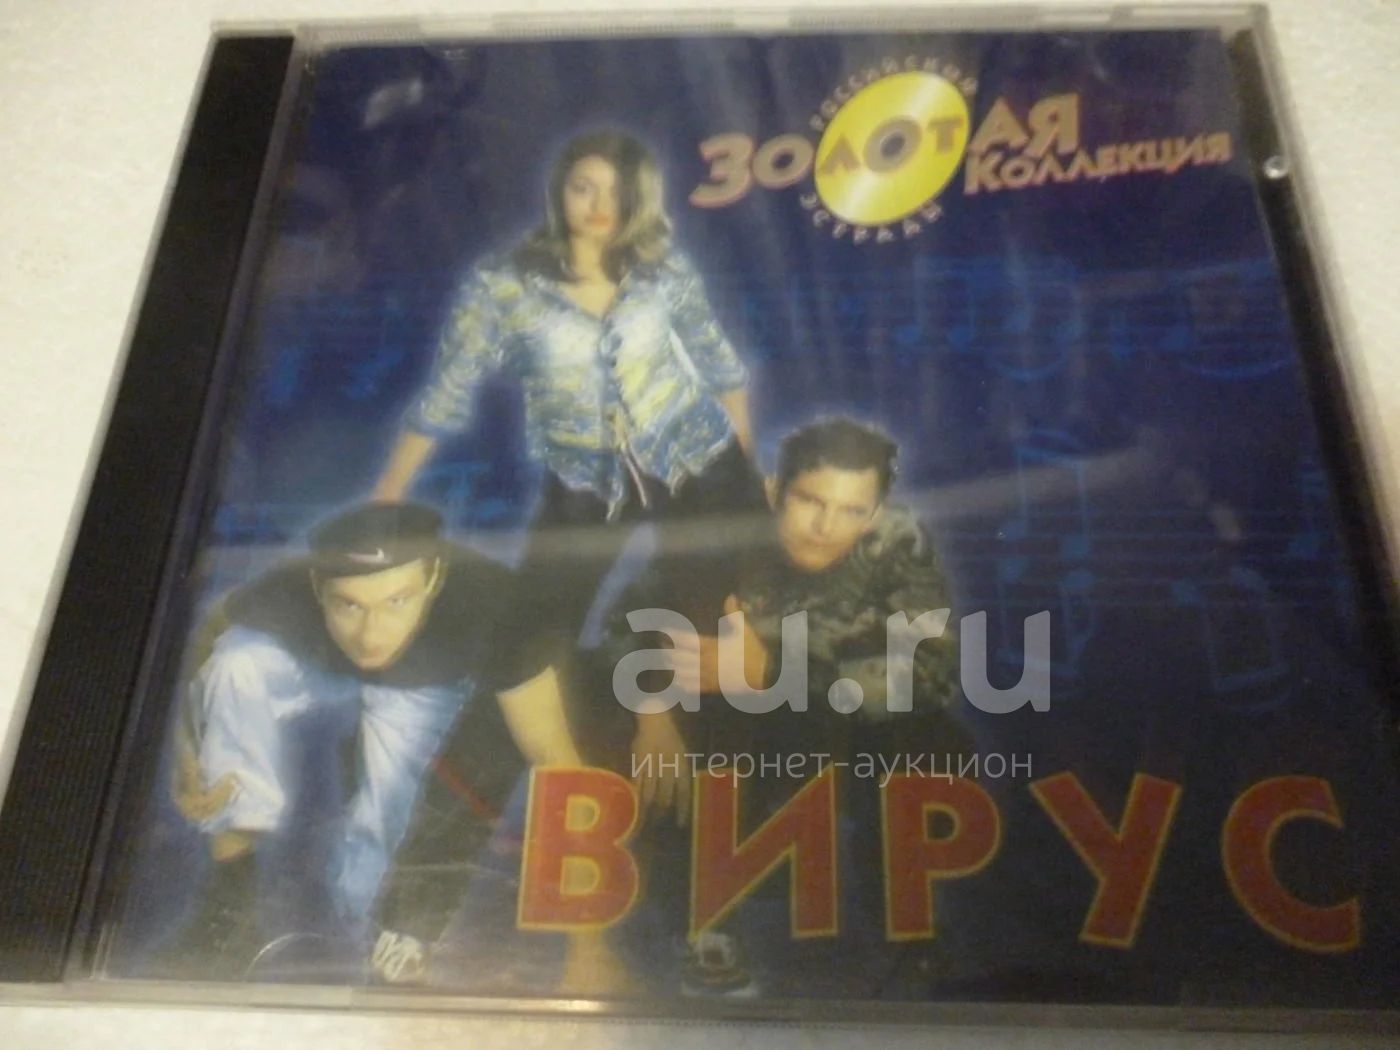 РОССИЙСКОЙ
ЗОЛОТАЯ
КОЛЛЕКЦИЯ
ЭСТРАДЫ
au.ru
интернет-аукцион
ВИРУС